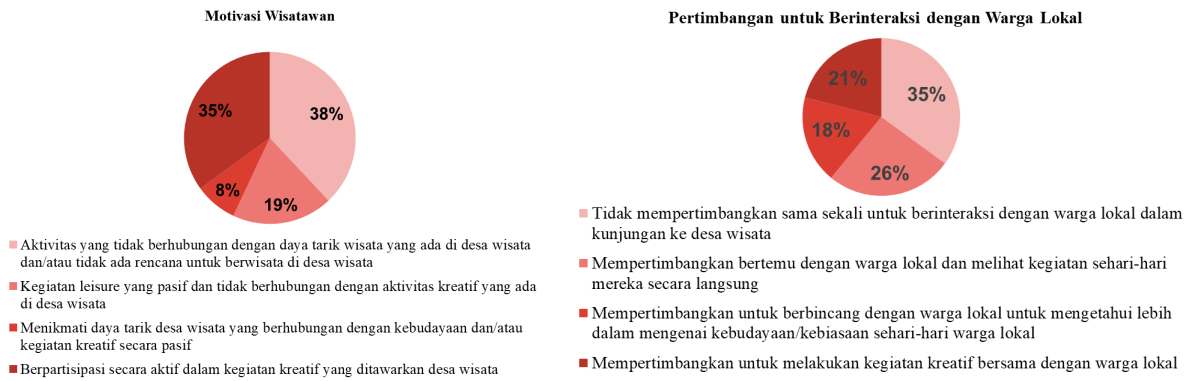 Motivasi Wisatawan
38%
19%
8%
35%
Aktivitas yang tidak berhubungan dengan daya tarik wisata yang ada di desa wisata
dan/atau tidak ada rencana untuk berwisata di desa wisata
Kegiatan leisure yang pasif dan tidak berhubungan dengan aktivitas kreatif yang ada
di desa wisata
Menikmati daya tarik desa wisata yang berhubungan dengan kebudayaan dan/atau
kegiatan kreatif secara pasif
Berpartisipasi secara aktif dalam kegiatan kreatif yang ditawarkan desa wisata
Pertimbangan untuk Berinteraksi dengan Warga Lokal
35%
26%
18%
21%
Tidak mempertimbangkan sama sekali untuk berinteraksi dengan warga lokal dalam
kunjungan ke desa wisata
Mempertimbangkan bertemu dengan warga lokal dan melihat kegiatan sehari-hari
mereka secara langsung
Mempertimbangkan untuk berbincang dengan warga lokal untuk mengetahui lebih
dalam mengenai kebudayaan/kebiasaan sehari-hari warga lokal
Mempertimbangkan untuk melakukan kegiatan kreatif bersama dengan warga lokal